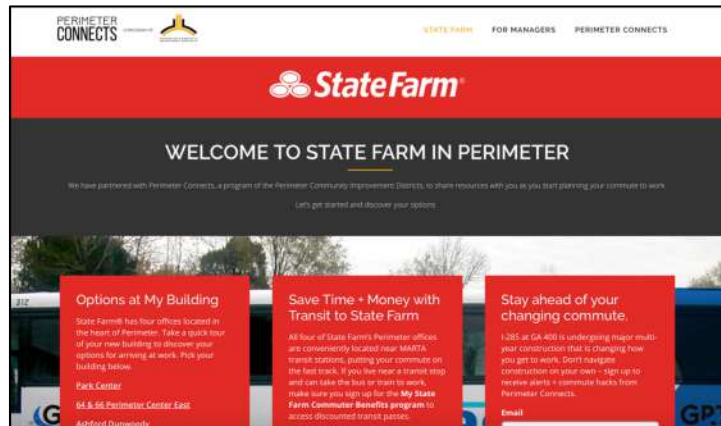 PERIMETER
CONNECTS
STATE FARM
FOR MANAGERS
PERIMETER CONNECTS
StateFarm®
WELCOME TO STATE FARM IN PERIMETER
We have partnered with Perimeter Connects, a program of the Perimeter Community Improvement Districts, to share resources with you as you start planning your commute to work
Let's get started and discover your options
312
Options at My Building
State Farm® has four offices located in
the heart of Perimeter. Take a quick tour
of your new building to discover your
options for arriving at work. Pick your
building below.
Park Center
64 & 66 Perimeter Center East
Ashford Dunwoody
Save Time + Money with
Transit to State Farm
All four of State Farm's Perimeter offices
are conveniently located near MARTA
transit stations, putting your commute on
the fast track. If you live near a transit stop
and can take the bus or train to work,
make sure you sign up for the My State
Farm Commuter Benefits program to
access discounted transit passes.
Stay ahead of your
changing commute.
I-285 at GA 400 is undergoing major multi-
year construction that is changing how
you get to work. Don't navigate
construction on your own – sign up to
receive alerts + commute hacks from
Perimeter Connects.
Email